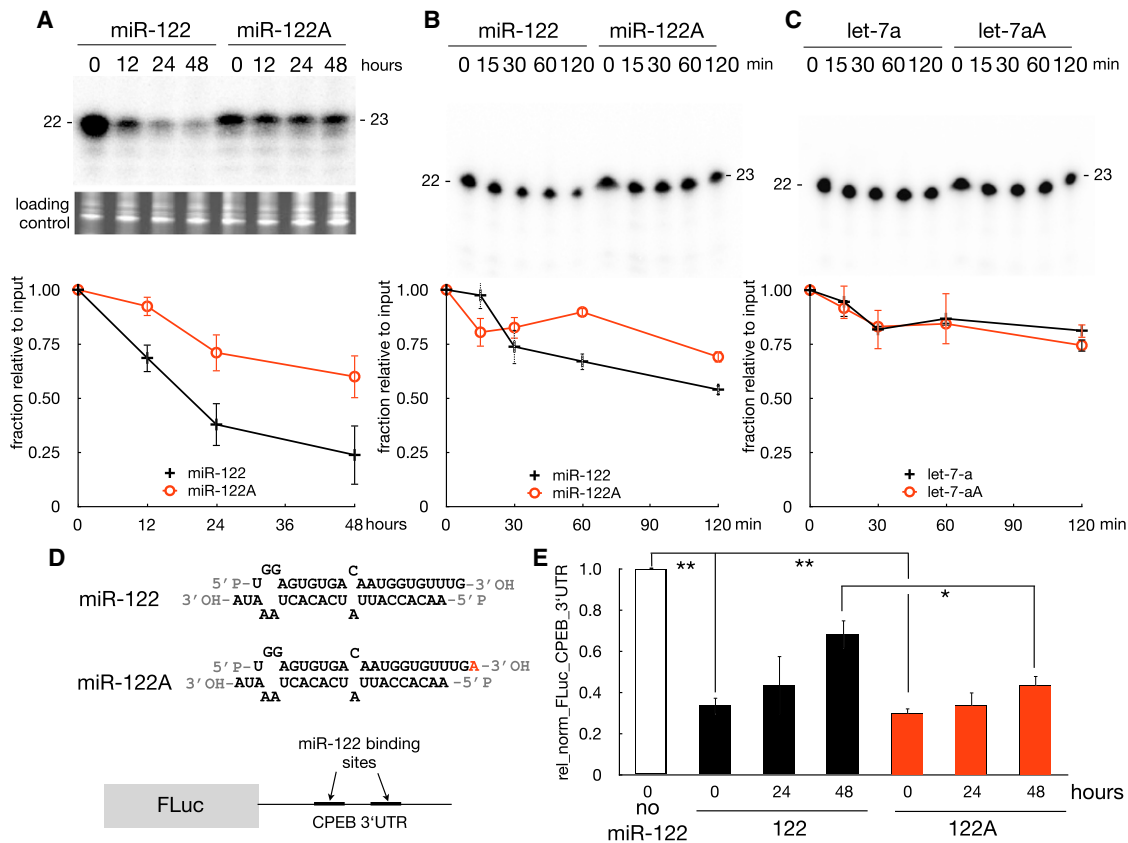 A
miR-122 miR-122A
0 12 24 48 0 12 24 48 hours
22 - - 23
loading
control
fraction relative to input
1.00
0.75
0.50
0.25
0
miR-122
miR-122A
0 12 24 36 48 hours
B
miR-122 miR-122A
0 15 30 60 120 0 15 30 60 120 min
22 - - 23
fraction relative to input
1.00
0.75
0.50
0.25
0
miR-122
miR-122A
0 30 60 90 120 min
C
let-7a let-7aA
0 15 30 60 120 0 15 30 60 120 min
22 - - 23
fraction relative to input
1.00
0.75
0.50
0.25
0
let-7-a
let-7-aA
0 30 60 90 120 min
D
miR-122
GG C
5'P-U AGUGUGA AAUGGUGUUUG-3'OH
3'OH-AUA UCACACU UUACCACAA-5'P
AA A
miR-122A
GG C
5'P-U AGUGUGA AAUGGUGUUUGA-3'OH
3'OH-AUA UCACACU UUACCACAA-5'P
AA A
miR-122 binding
sites
FLuc
CPEB 3'UTR
E
rel_norm_FLuc_CPEB_3'UTR
1.0
0.8
0.6
0.4
0.2
0
** **
*
0 0 24 48 0 24 48 hours
no
miR-122
122 122A